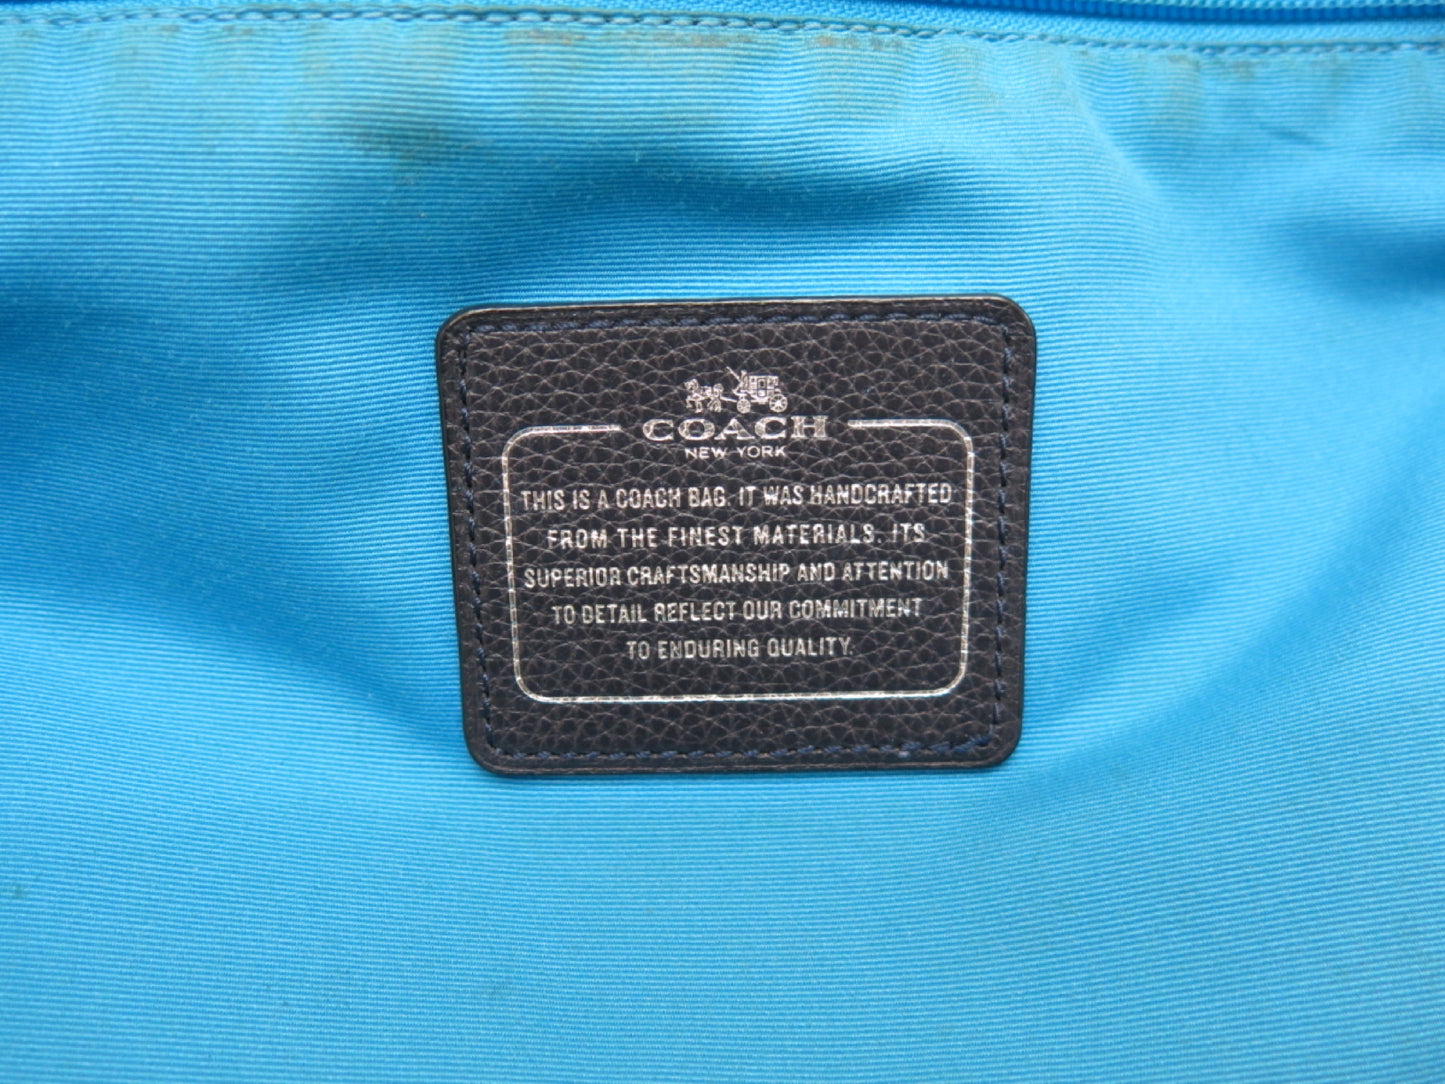 COACH
NEW YORK
THIS IS A COACH BAG. IT WAS HANDCRAFTED
FROM THE FINEST MATERIALS. ITS
SUPERIOR CRAFTSMANSHIP AND ATTENTION
TO DETAIL REFLECT OUR COMMITMENT
TO ENDURING QUALITY.